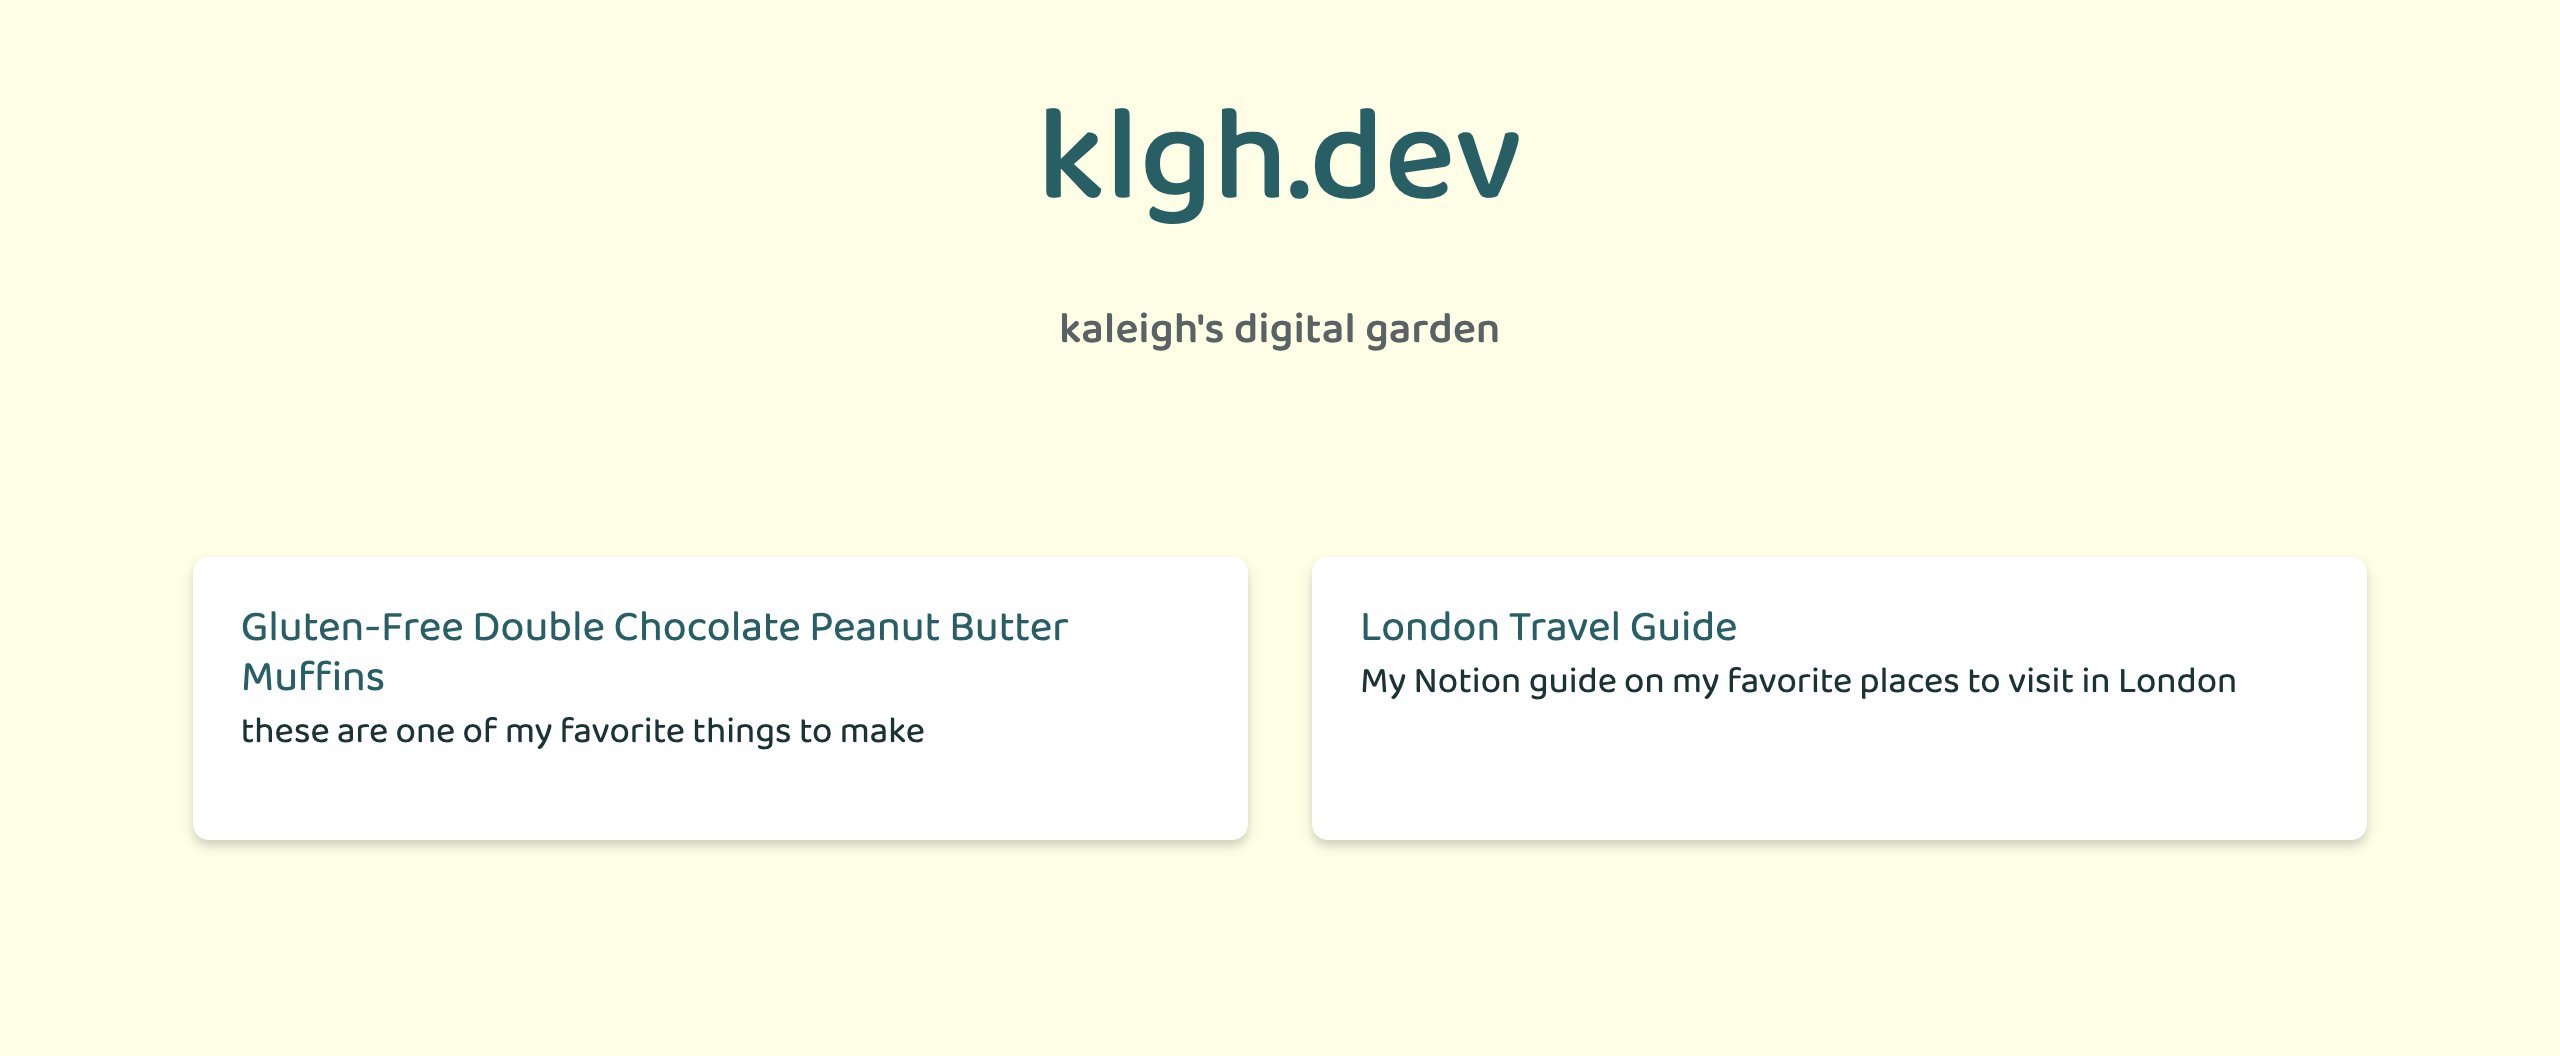 klgh.dev
kaleigh's digital garden
Gluten-Free Double Chocolate Peanut Butter
Muffins
these are one of my favorite things to make
London Travel Guide
My Notion guide on my favorite places to visit in London